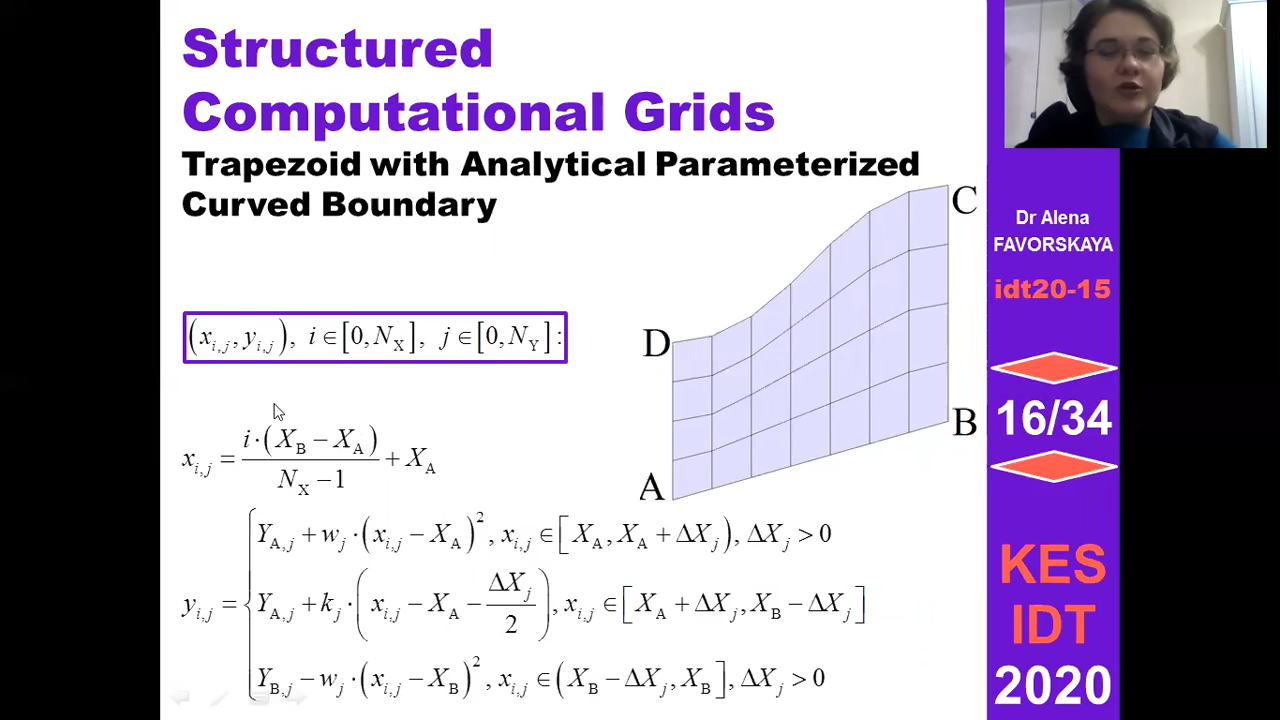 Structured
Computational Grids
Trapezoid with Analytical Parameterized
Curved Boundary
(x_{i,j}, y_{i,j}), i ∈ [0, N_X], j ∈ [0, N_Y] :
x_{i,j} = i·(X_B − X_A) / (N_X − 1) + X_A
y_{i,j} = { Y_{A,j} + w_j · (x_{i,j} − X_A)^2, x_{i,j} ∈ [X_A, X_A + ΔX_j), ΔX_j > 0
Y_{A,j} + k_j · (x_{i,j} − X_A − ΔX_j / 2), x_{i,j} ∈ [X_A + ΔX_j, X_B − ΔX_j]
Y_{B,j} − w_j · (x_{i,j} − X_B)^2, x_{i,j} ∈ (X_B − ΔX_j, X_B], ΔX_j > 0
C
D
B
A
Dr Alena
FAVORSKAYA
idt20-15
16/34
KES
IDT
2020